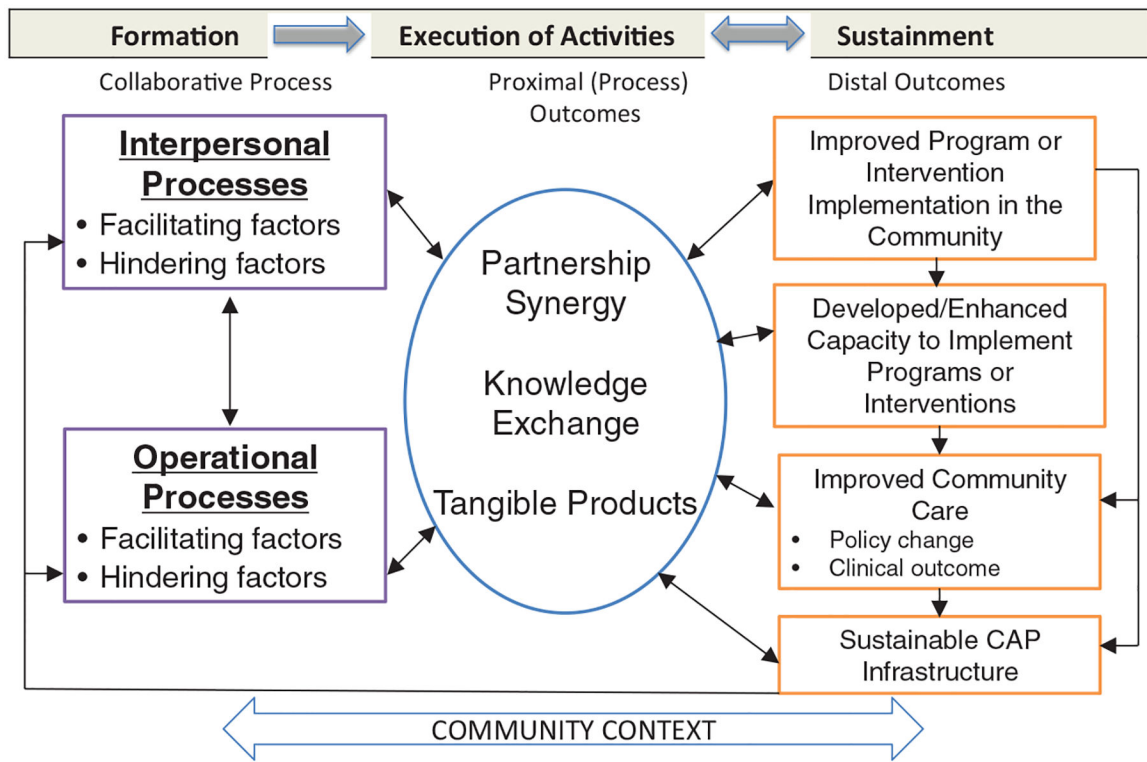 Formation
Execution of Activities
Sustainment
Collaborative Process
Proximal (Process)
Outcomes
Distal Outcomes
Interpersonal
Processes
• Facilitating factors
• Hindering factors
Operational
Processes
• Facilitating factors
• Hindering factors
Partnership
Synergy
Knowledge
Exchange
Tangible Products
Improved Program or
Intervention
Implementation in the
Community
Developed/Enhanced
Capacity to Implement
Programs or
Interventions
Improved Community
Care
• Policy change
• Clinical outcome
Sustainable CAP
Infrastructure
COMMUNITY CONTEXT